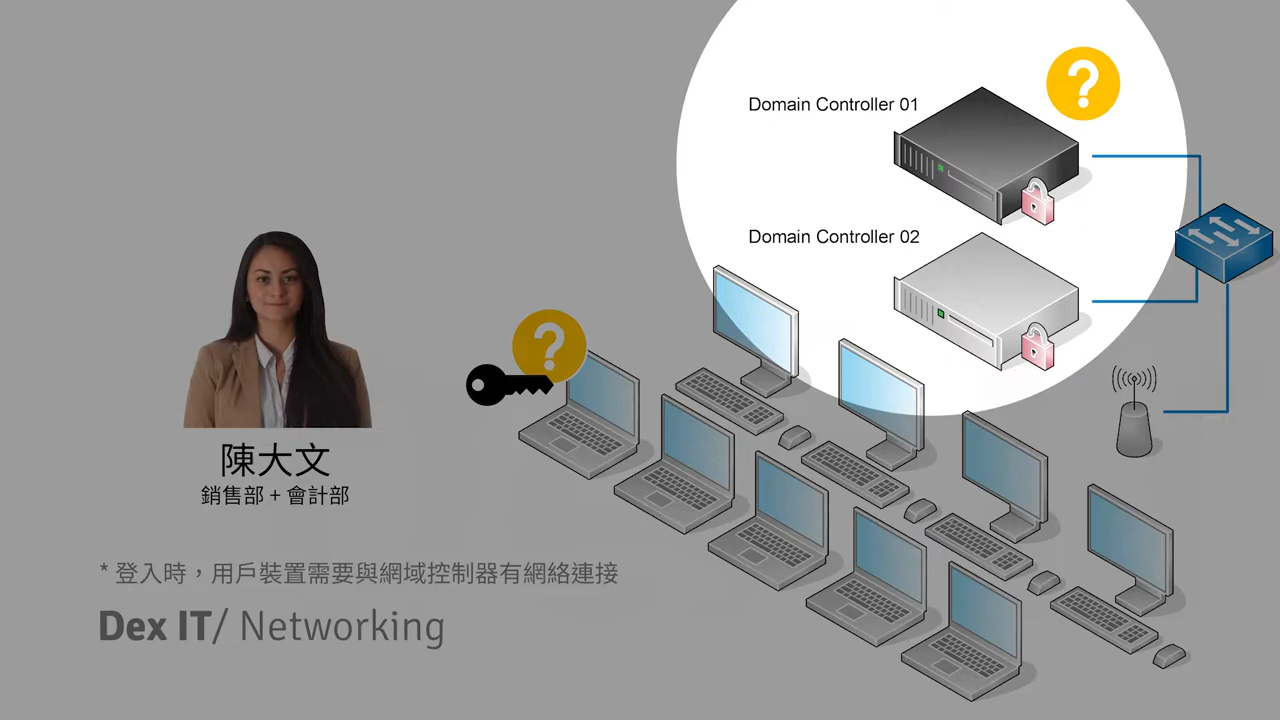 Domain Controller 01
?
Domain Controller 02
?
陳大文
銷售部 + 會計部
* 登入時，用戶裝置需要與網域控制器有網絡連接
Dex IT/ Networking